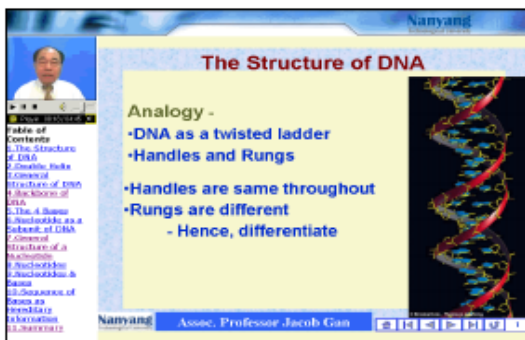 Nanyang
The Structure of DNA
Analogy -
•DNA as a twisted ladder
•Handles and Rungs
•Handles are same throughout
•Rungs are different
- Hence, differentiate
Table of
Contents
1.The Structure
of DNA
2.Double Helix
3.General
Structure of DNA
4.Backbone of
DNA
5.The 4 Bases
6.Nucleotide as a
Subunit of DNA
7.General
Structure of a
Nucleotide
8.Nucleotides
9.Nucleotides &
Bases
10.Sequence of
Bases as
Hereditary
Information
11.Summary
Nanyang
Assoc. Professor Jacob Gan